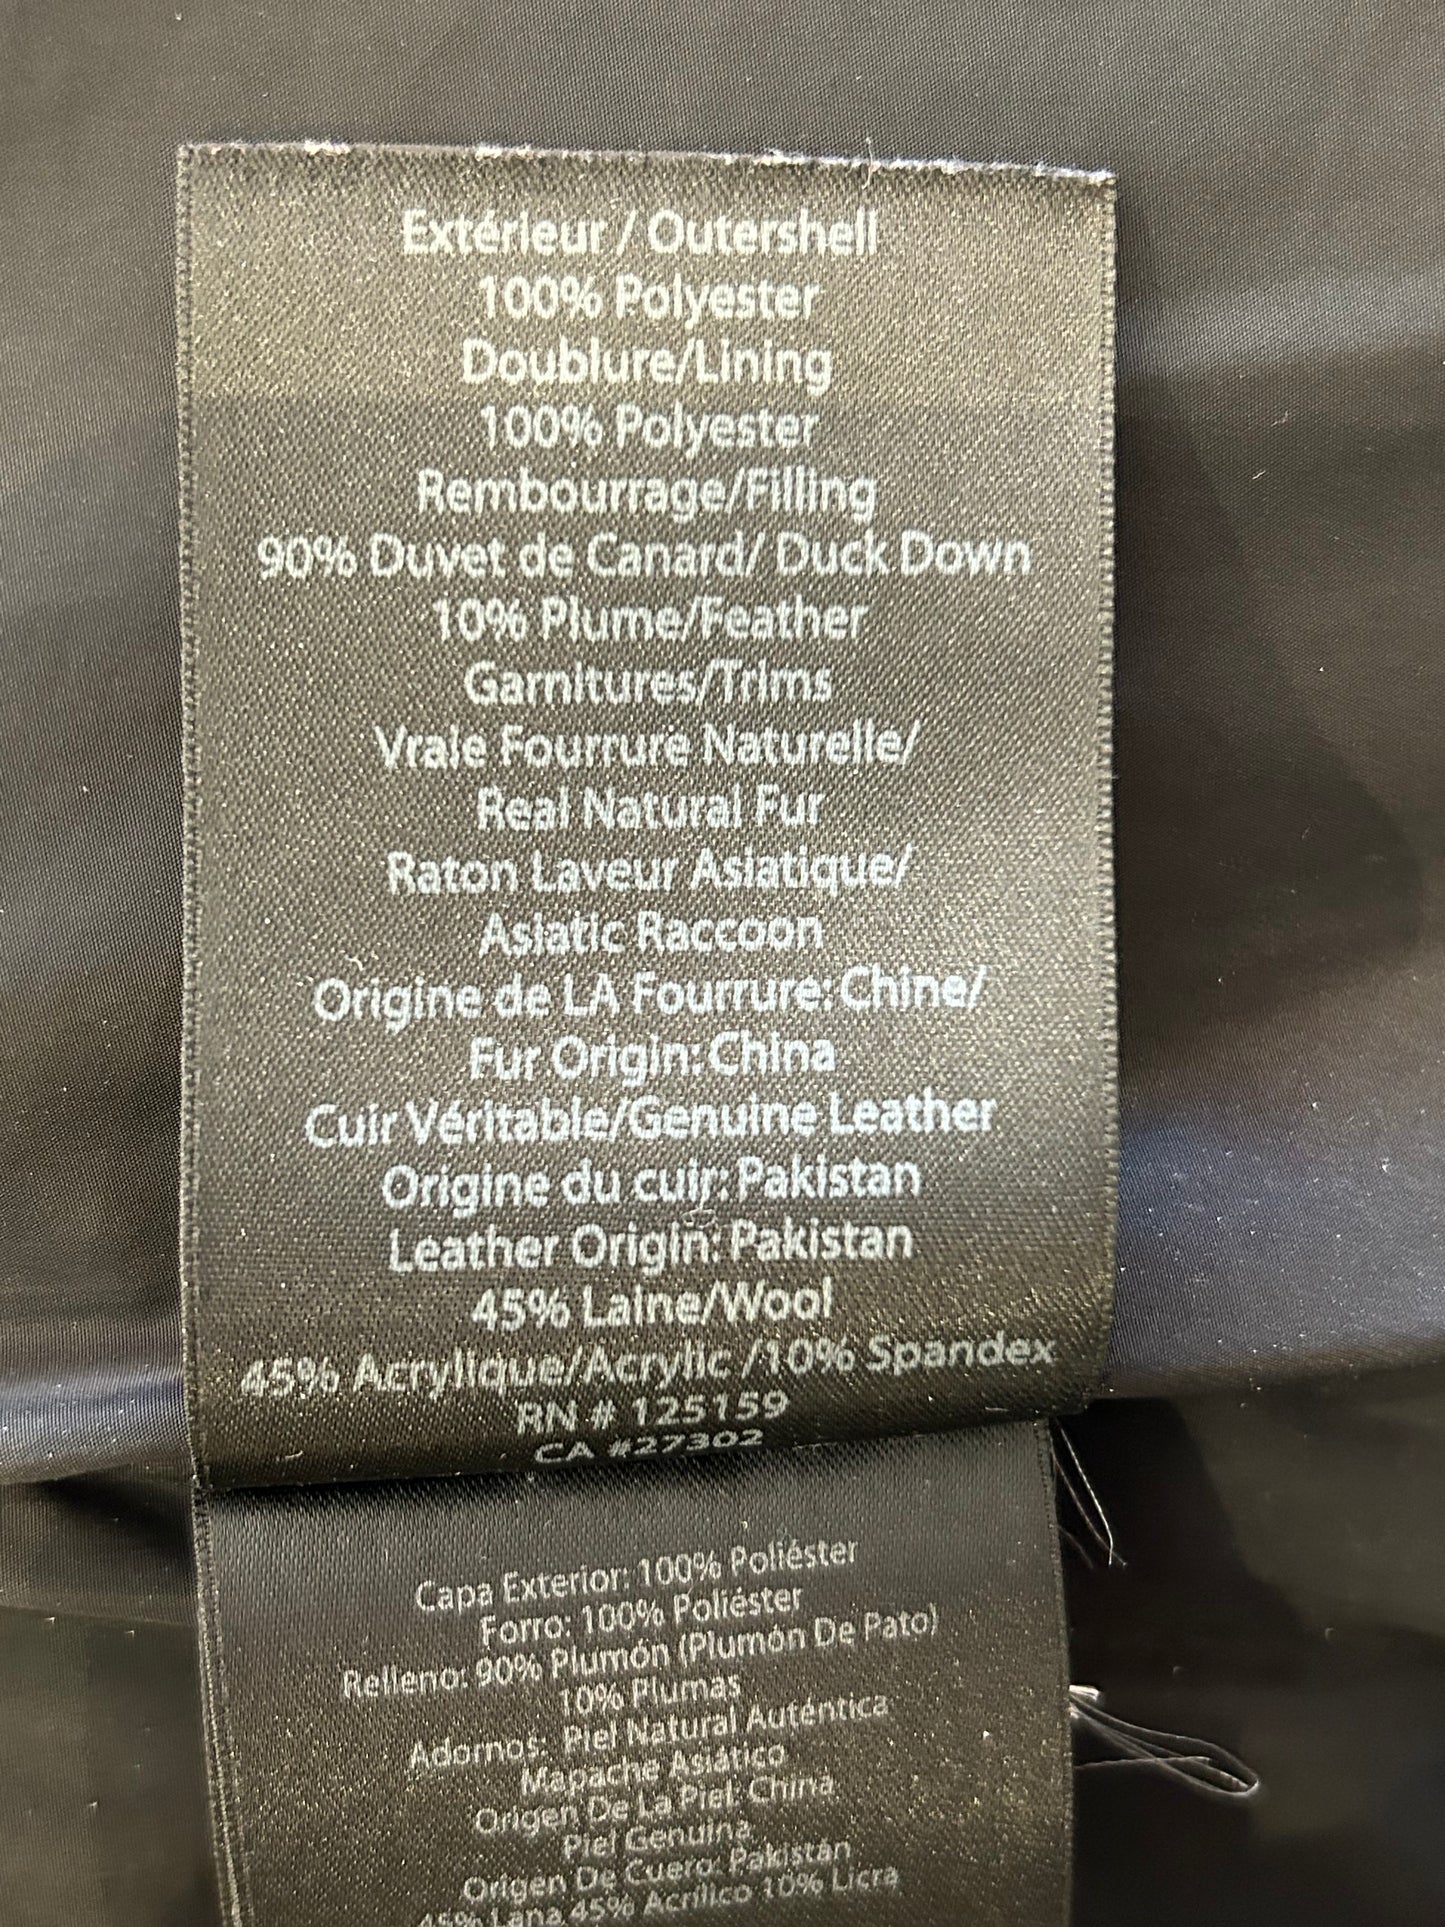 Extérieur / Outershell
100% Polyester
Doublure/Lining
100% Polyester
Rembourrage/Filling
90% Duvet de Canard/ Duck Down
10% Plume/Feather
Garnitures/Trims
Vraie Fourrure Naturelle/
Real Natural Fur
Raton Laveur Asiatique/
Asiatic Raccoon
Origine de LA Fourrure: Chine/
Fur Origin: China
Cuir Véritable/Genuine Leather
Origine du cuir: Pakistan
Leather Origin: Pakistan
45% Laine/Wool
45% Acrylique/Acrylic /10% Spandex
RN # 125159
CA #27302
Capa Exterior: 100% Poliéster
Forro: 100% Poliéster
Relleno: 90% Plumón (Plumón De Pato)
10% Plumas
Adornos: Piel Natural Auténtica
Mapache Asiático
Origen De La Piel: China
Piel Genuina
Origen De Cuero: Pakistán
45% Lana 45% Acrílico 10% Licra